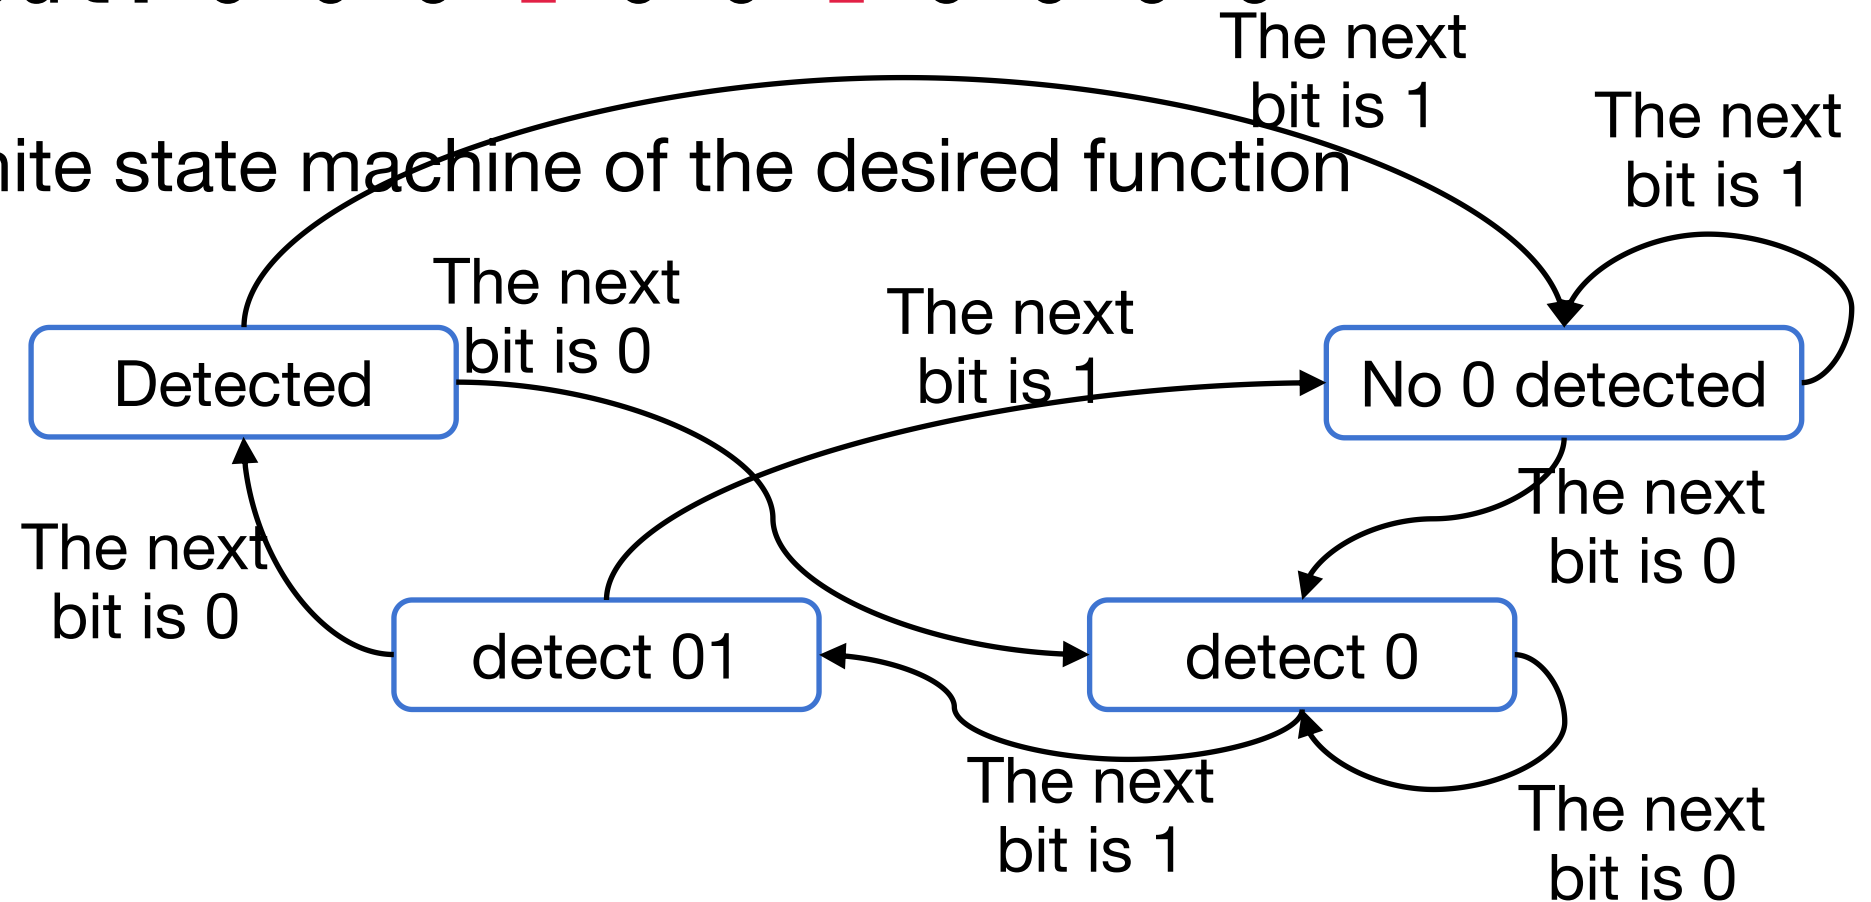 The next
bit is 1
The next
bit is 1
state machine of the desired function
The next
bit is 0
The next
bit is 1
Detected
No 0 detected
The next
bit is 0
The next
bit is 0
detect 01
detect 0
The next
bit is 1
The next
bit is 0